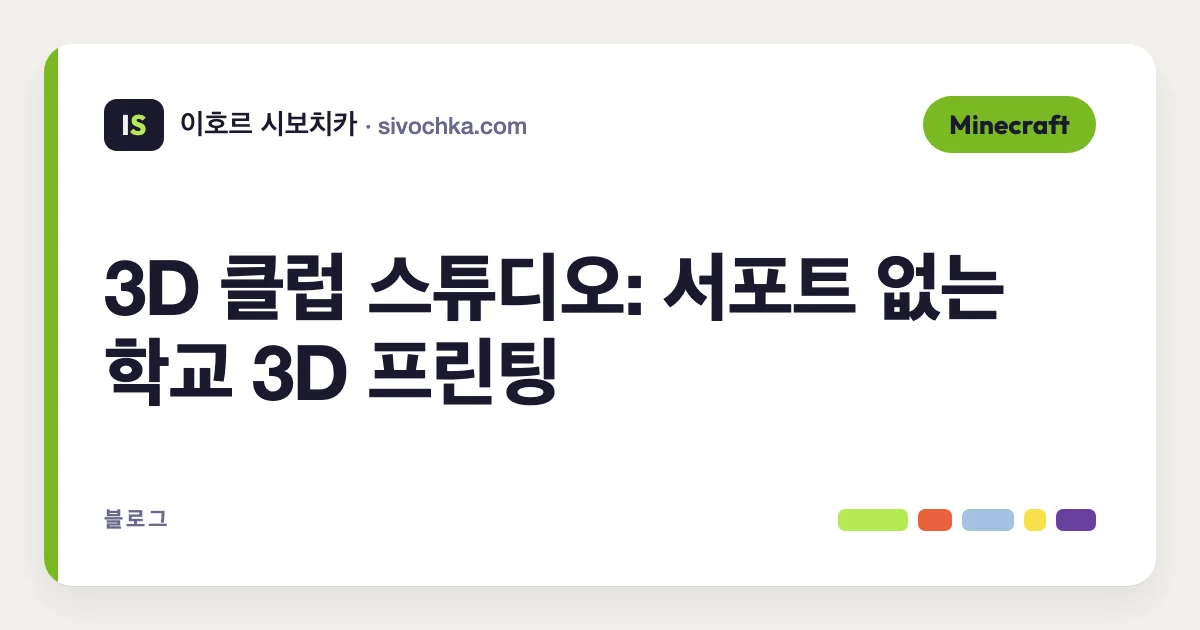 IS 이호르 시보치카 · sivochka.com
Minecraft
3D 클럽 스튜디오: 서포트 없는
학교 3D 프린팅
블로그